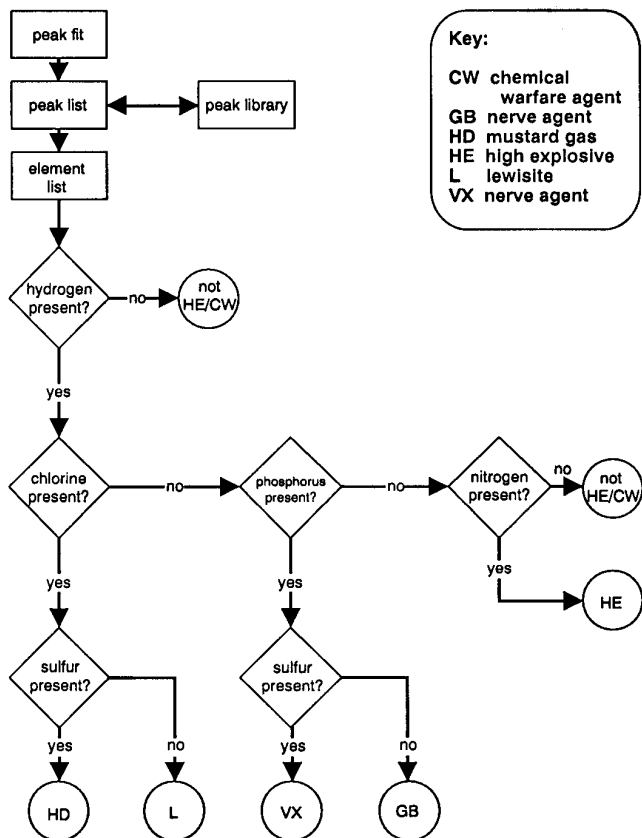 peak fit
peak list
peak library
element
list
Key:
CW chemical
warfare agent
GB nerve agent
HD mustard gas
HE high explosive
L lewisite
VX nerve agent
hydrogen
present?
no
not
HE/CW
yes
chlorine
present?
no
phosphorus
present?
no
nitrogen
present?
no
not
HE/CW
yes
HE
yes
yes
sulfur
present?
sulfur
present?
yes
no
yes
no
HD
L
VX
GB